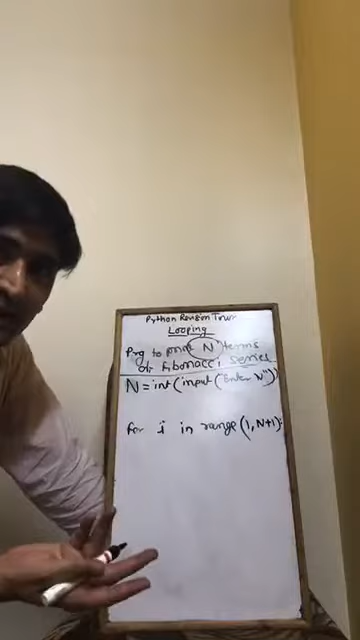 Python Revision Tour
Looping
Prg to print 'N' terms
of Fibonacci series
N=int(input("Enter N"))
for i in range(1,N+1):